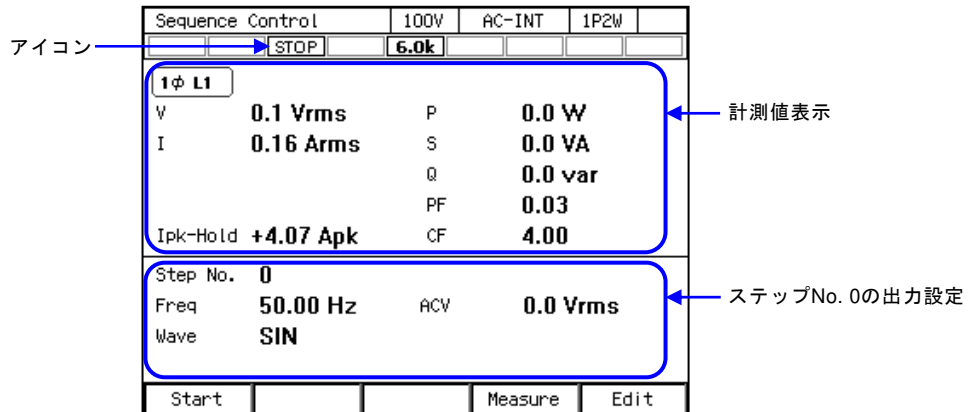 Sequence Control 100V AC-INT 1P2W
アイコン STOP 6.0k
1φ L1
V 0.1 Vrms P 0.0 W 計測値表示
I 0.16 Arms S 0.0 VA
Q 0.0 var
PF 0.03
Ipk-Hold +4.07 Apk CF 4.00
Step No. 0 ステップNo. 0の出力設定
Freq 50.00 Hz ACV 0.0 Vrms
Wave SIN
Start Measure Edit